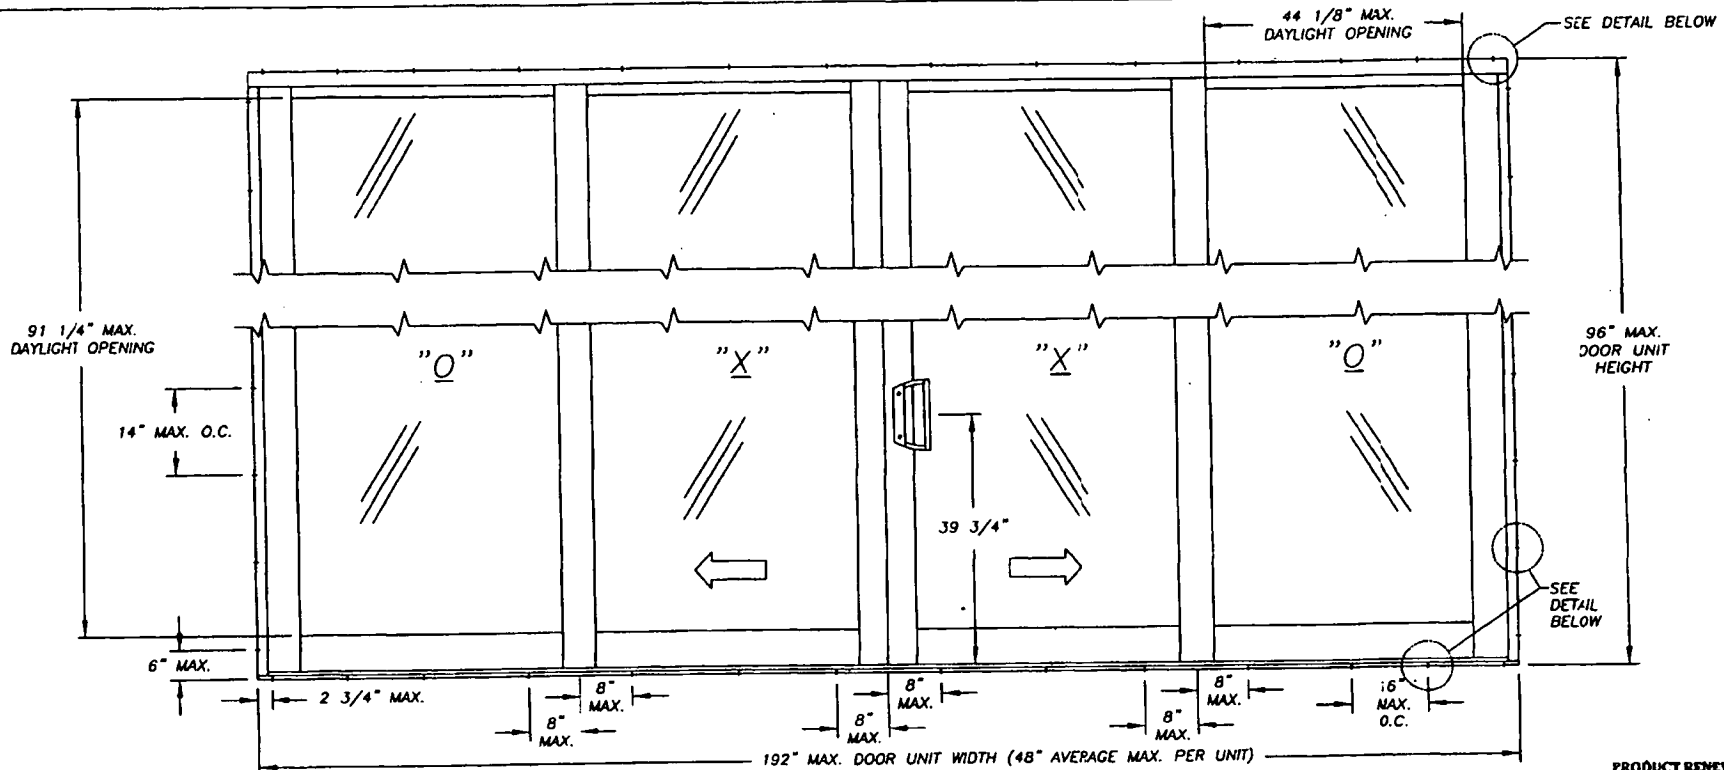 44 1/8" MAX.
DAYLIGHT OPENING
SEE DETAIL BELOW
91 1/4" MAX.
DAYLIGHT OPENING
"O"
"X"
"X"
"O"
96" MAX.
DOOR UNIT
HEIGHT
14" MAX. O.C.
39 3/4"
SEE
DETAIL
BELOW
6" MAX.
2 3/4" MAX.
8"
MAX.
8"
MAX.
8"
MAX.
8"
MAX.
8"
MAX.
8"
MAX.
16"
MAX.
O.C.
192" MAX. DOOR UNIT WIDTH (48" AVERAGE MAX. PER UNIT)